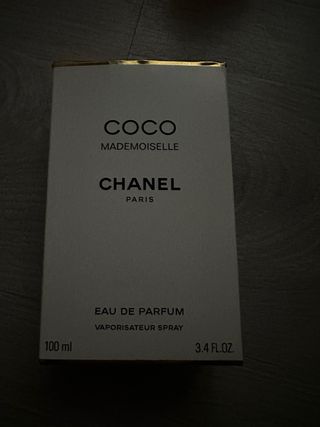 COCO
MADEMOISELLE
CHANEL
PARIS
EAU DE PARFUM
VAPORISATEUR SPRAY
100 ml 3.4 FL.OZ.